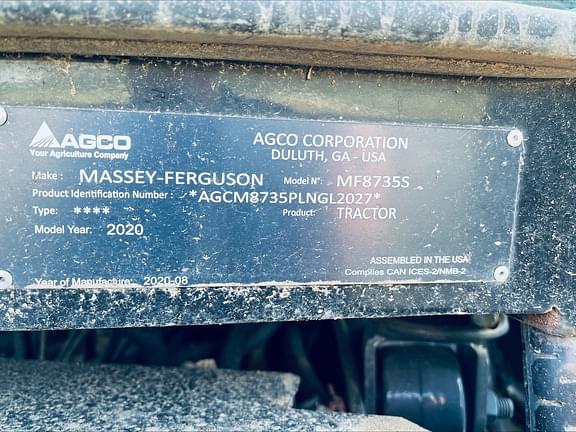 AGCO
Your Agriculture Company
AGCO CORPORATION
DULUTH, GA - USA
Make : MASSEY-FERGUSON Model N°: MF8735S
Product Identification Number : *AGCM8735PLNGL2027*
Type: **** Product: TRACTOR
Model Year: 2020
ASSEMBLED IN THE USA
Complies CAN ICES-2/NMB-2
Year of Manufacture: 2020-08